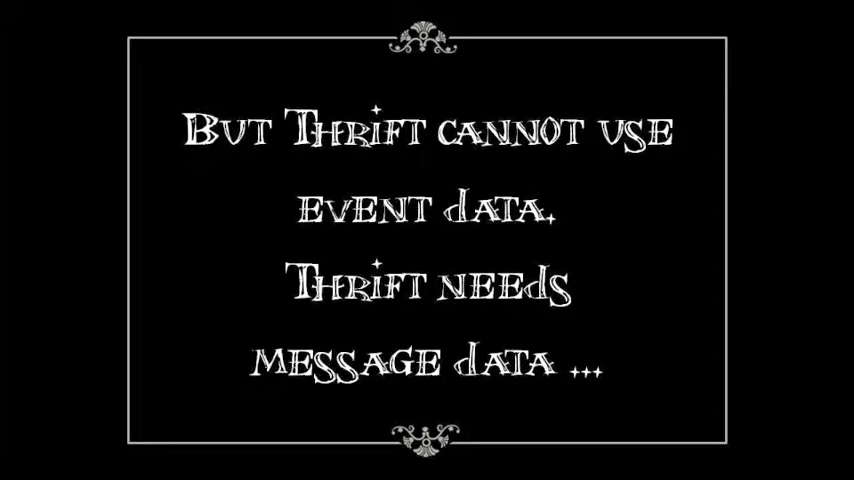 But Thrift cannot use
event data.
Thrift needs
message data ...